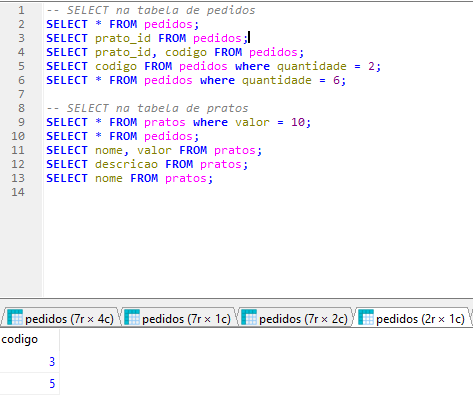 1 -- SELECT na tabela de pedidos
2 SELECT * FROM pedidos;
3 SELECT prato_id FROM pedidos;
4 SELECT prato_id, codigo FROM pedidos;
5 SELECT codigo FROM pedidos where quantidade = 2;
6 SELECT * FROM pedidos where quantidade = 6;
7
8 -- SELECT na tabela de pratos
9 SELECT * FROM pratos where valor = 10;
10 SELECT * FROM pedidos;
11 SELECT nome, valor FROM pratos;
12 SELECT descricao FROM pratos;
13 SELECT nome FROM pratos;
14
pedidos (7r × 4c) pedidos (7r × 1c) pedidos (7r × 2c) pedidos (2r × 1c)
codigo
3
5